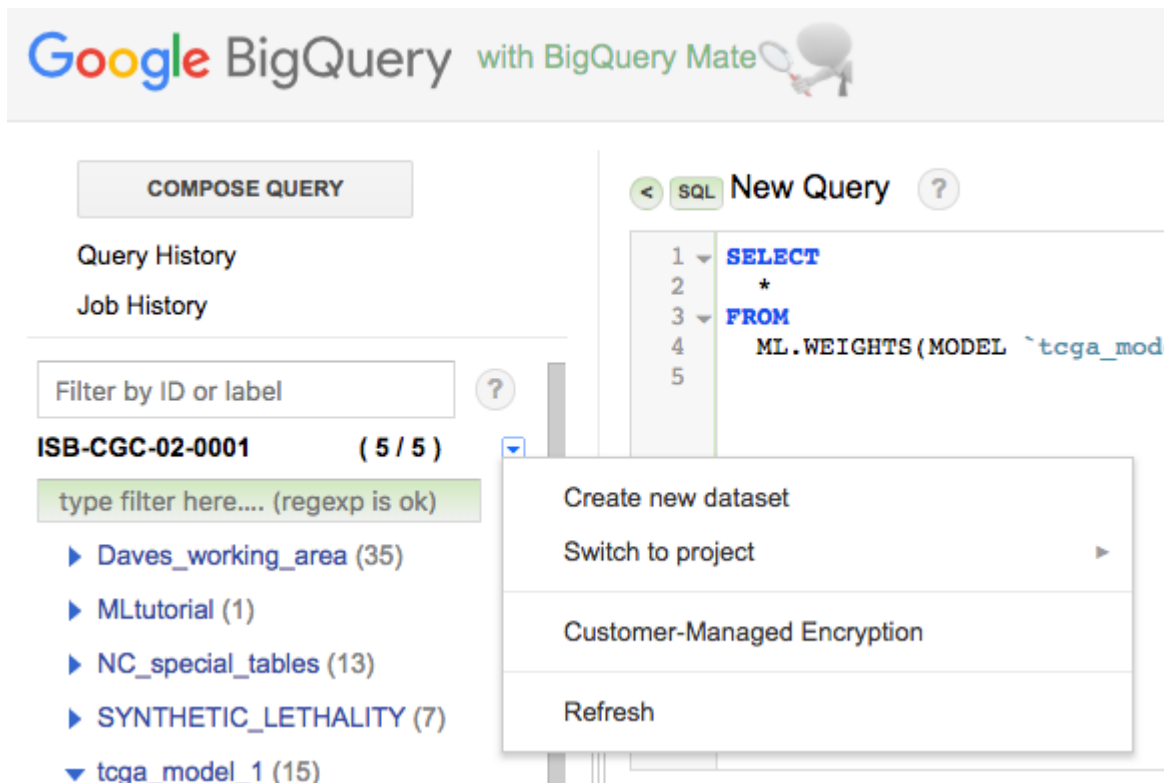 Google BigQuery with BigQuery Mate
COMPOSE QUERY
Query History
Job History
Filter by ID or label ?
ISB-CGC-02-0001 ( 5 / 5 )
type filter here.... (regexp is ok)
Daves_working_area (35)
MLtutorial (1)
NC_special_tables (13)
SYNTHETIC_LETHALITY (7)
tcga_model_1 (15)
< SQL New Query ?
1 SELECT
2 *
3 FROM
4 ML.WEIGHTS(MODEL `tcga_mod
5
Create new dataset
Switch to project
Customer-Managed Encryption
Refresh